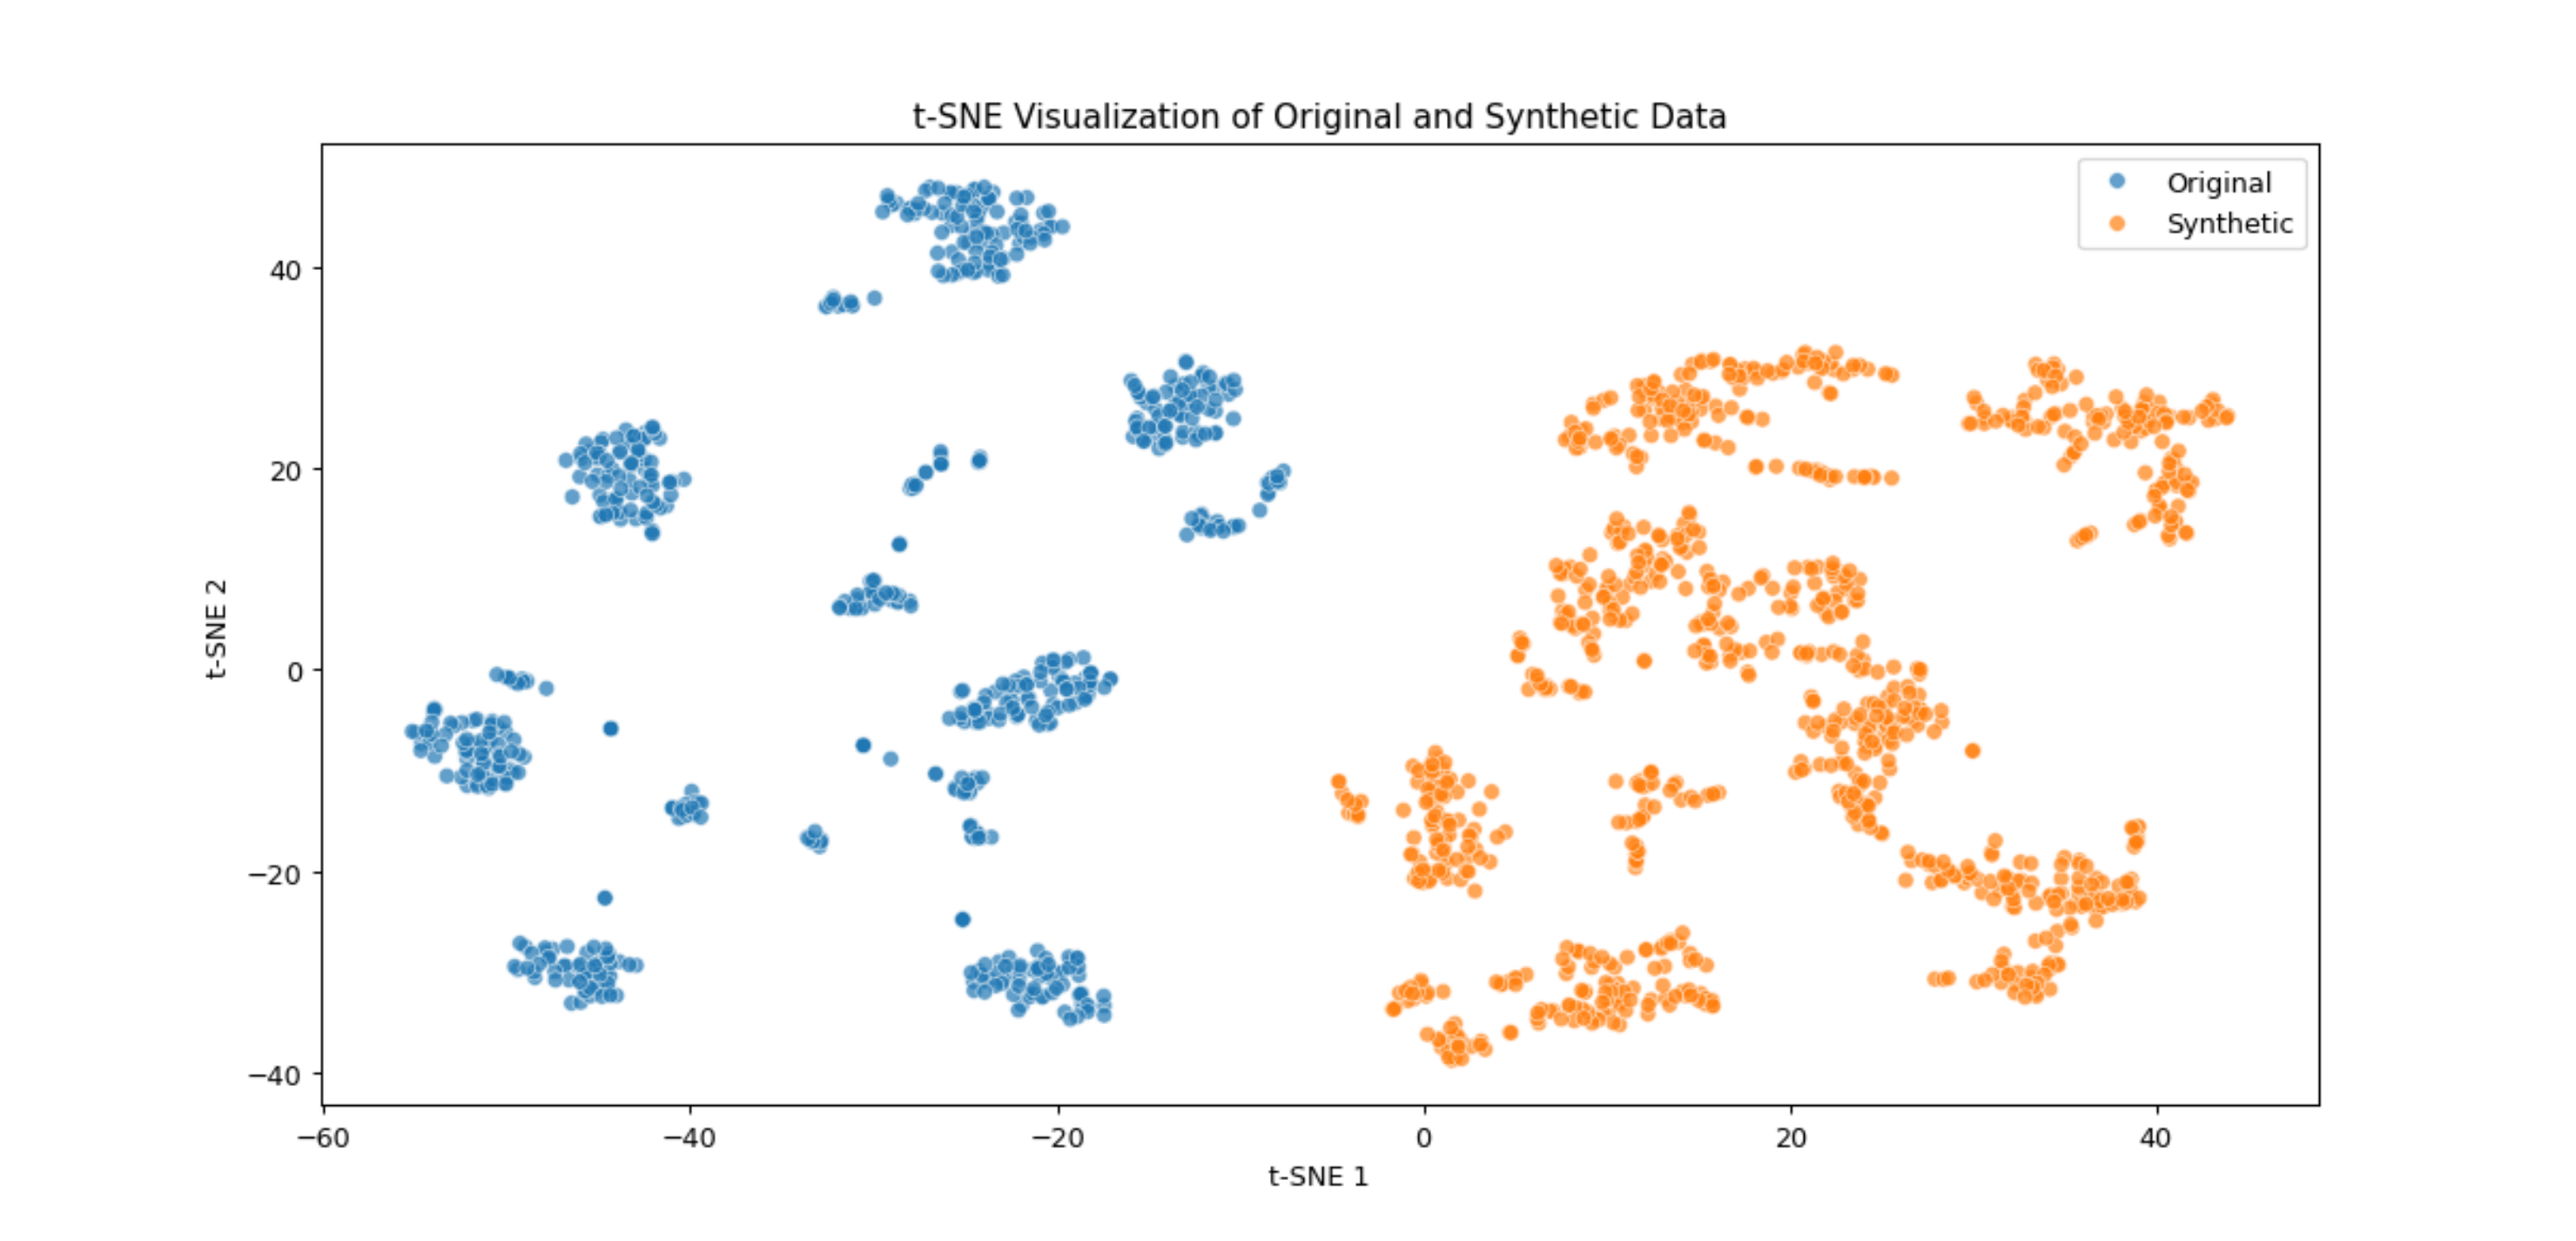 t-SNE Visualization of Original and Synthetic Data
Original
Synthetic
40
20
0
−20
−40
t-SNE 2
−60
−40
−20
0
20
40
t-SNE 1